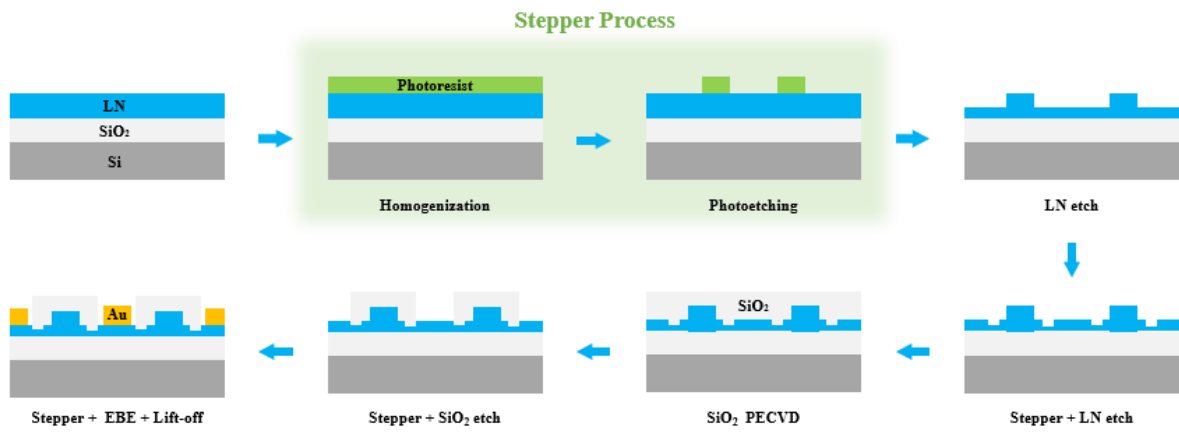 Stepper Process
LN
SiO₂
Si
Photoresist
Homogenization
Photoetching
LN etch
Au
SiO₂
Stepper + EBE + Lift-off
Stepper + SiO₂ etch
SiO₂ PECVD
Stepper + LN etch